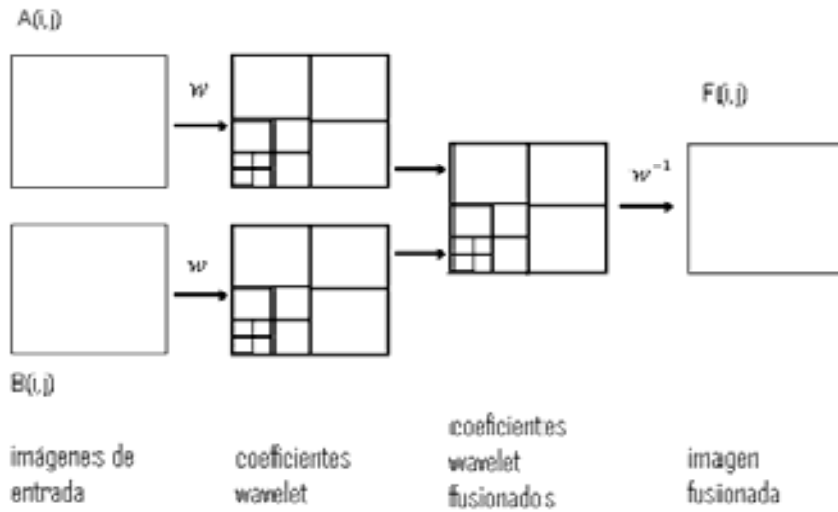 A(i,j)
w
F(i,j)
w⁻¹
w
B(i,j)
imágenes de
entrada
coeficientes
wavelet
coeficientes
wavelet
fusionados
imagen
fusionada